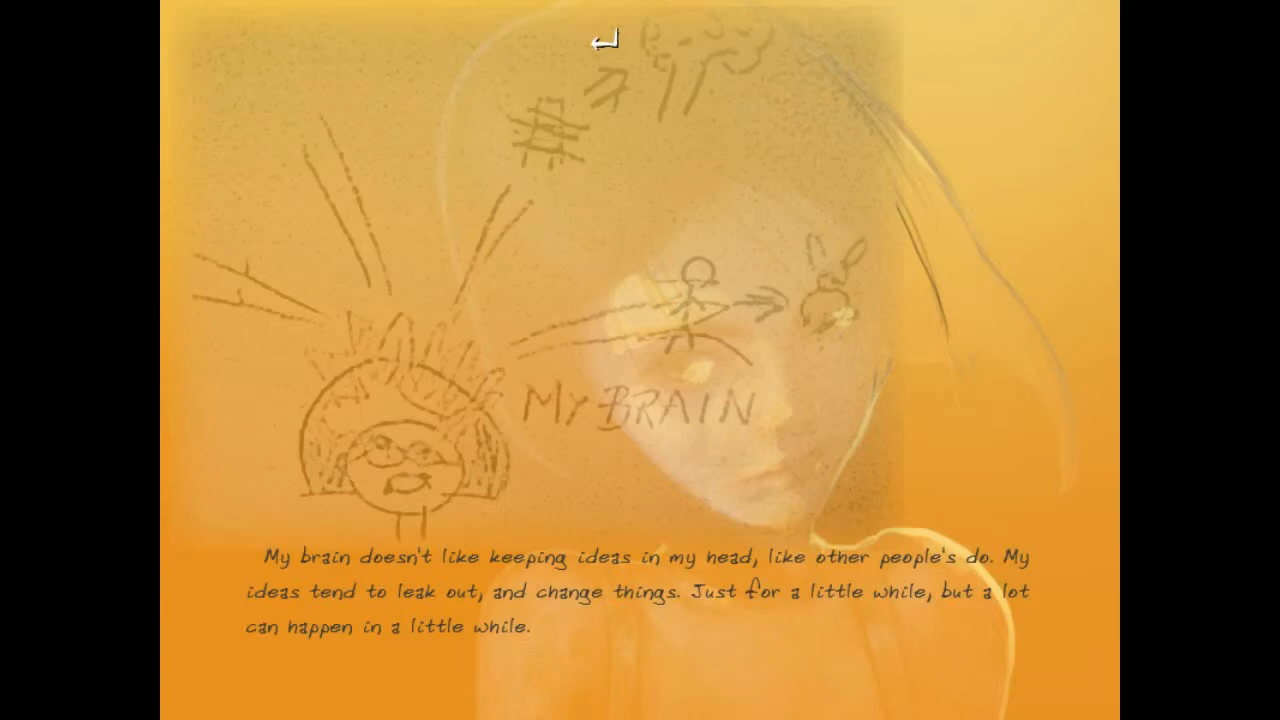 MY BRAIN
My brain doesn't like keeping ideas in my head, like other people's do. My
ideas tend to leak out, and change things. Just for a little while, but a lot
can happen in a little while.